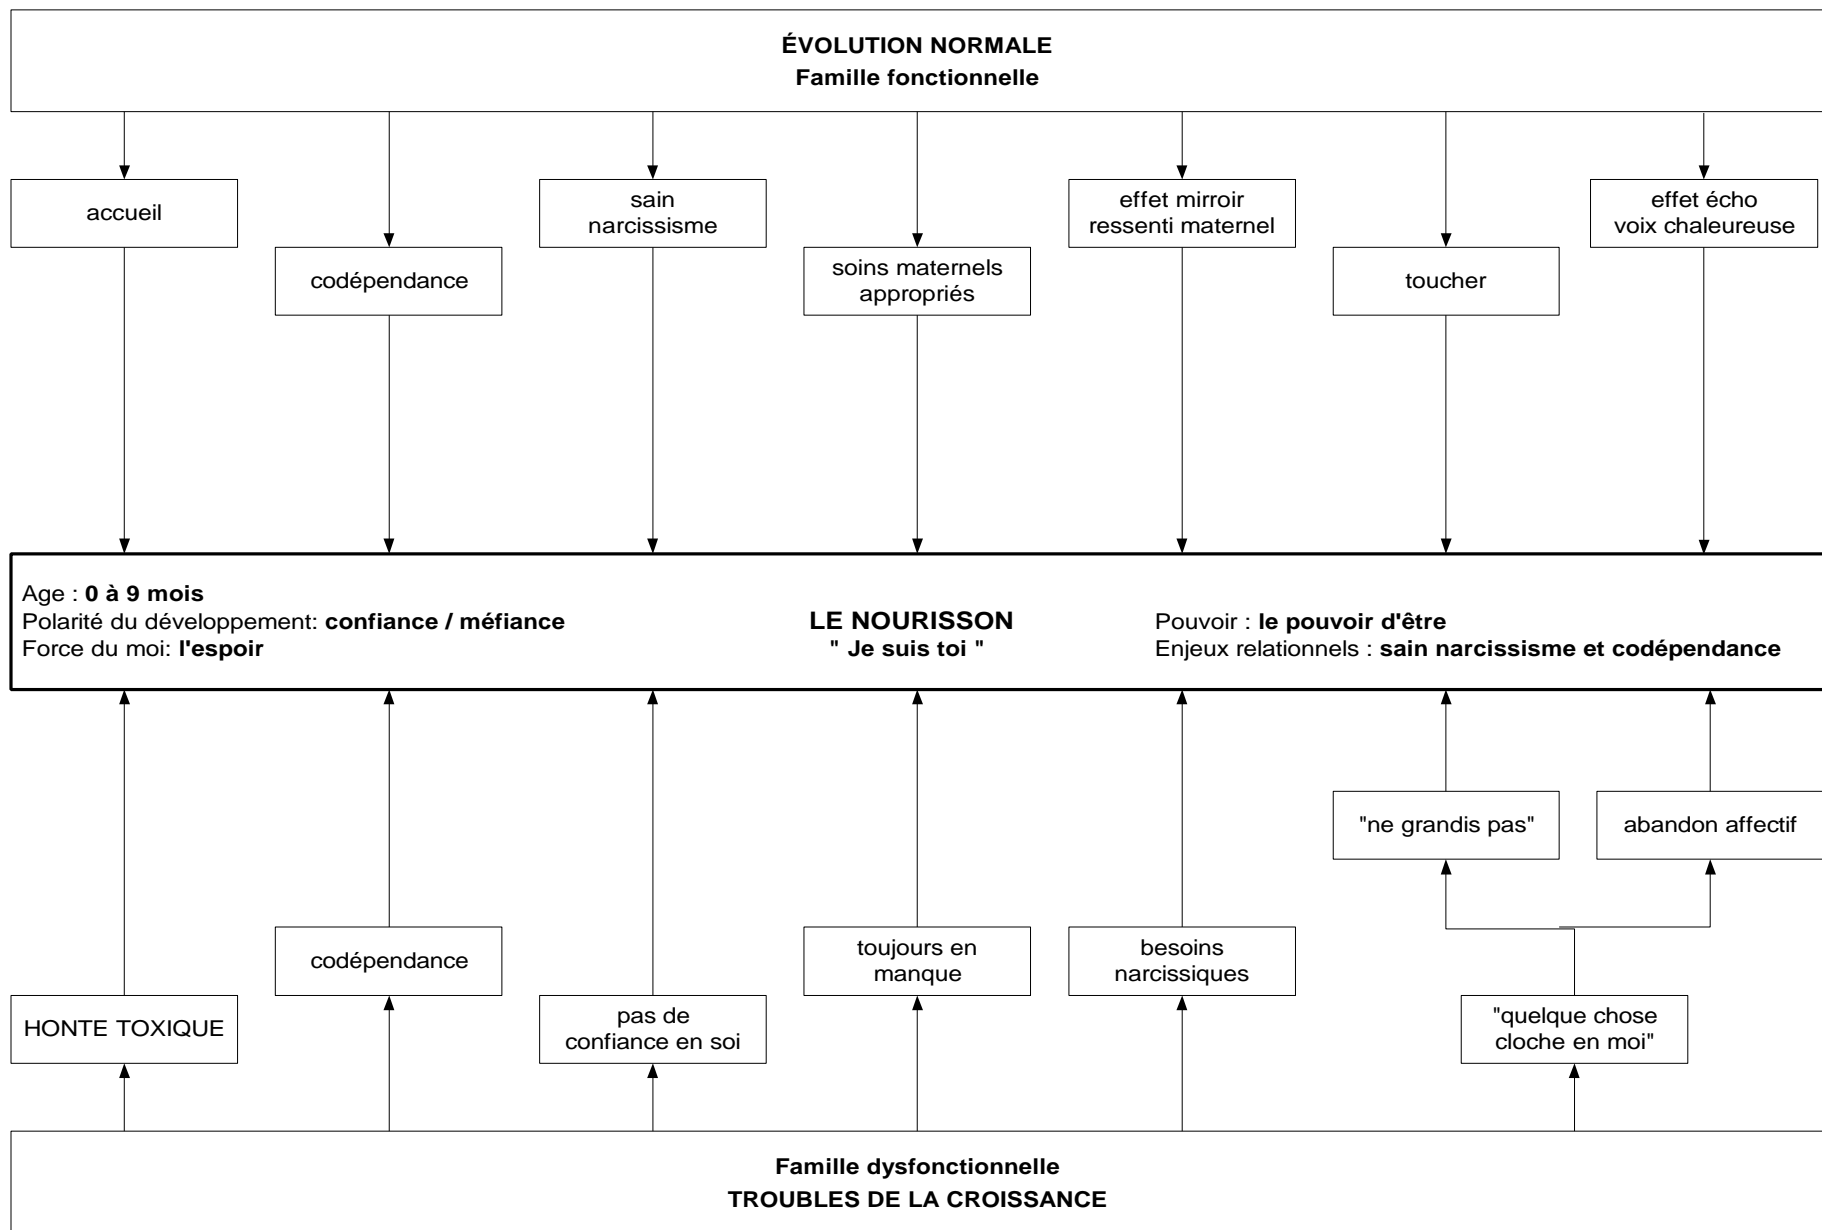 ÉVOLUTION NORMALE
Famille fonctionnelle
accueil
codépendance
sain
narcissisme
soins maternels
appropriés
effet mirroir
ressenti maternel
toucher
effet écho
voix chaleureuse
Age : 0 à 9 mois
Polarité du développement: confiance / méfiance
Force du moi: l'espoir
LE NOURISSON
" Je suis toi "
Pouvoir : le pouvoir d'être
Enjeux relationnels : sain narcissisme et codépendance
HONTE TOXIQUE
codépendance
pas de
confiance en soi
toujours en
manque
besoins
narcissiques
"ne grandis pas"
abandon affectif
"quelque chose
cloche en moi"
Famille dysfonctionnelle
TROUBLES DE LA CROISSANCE